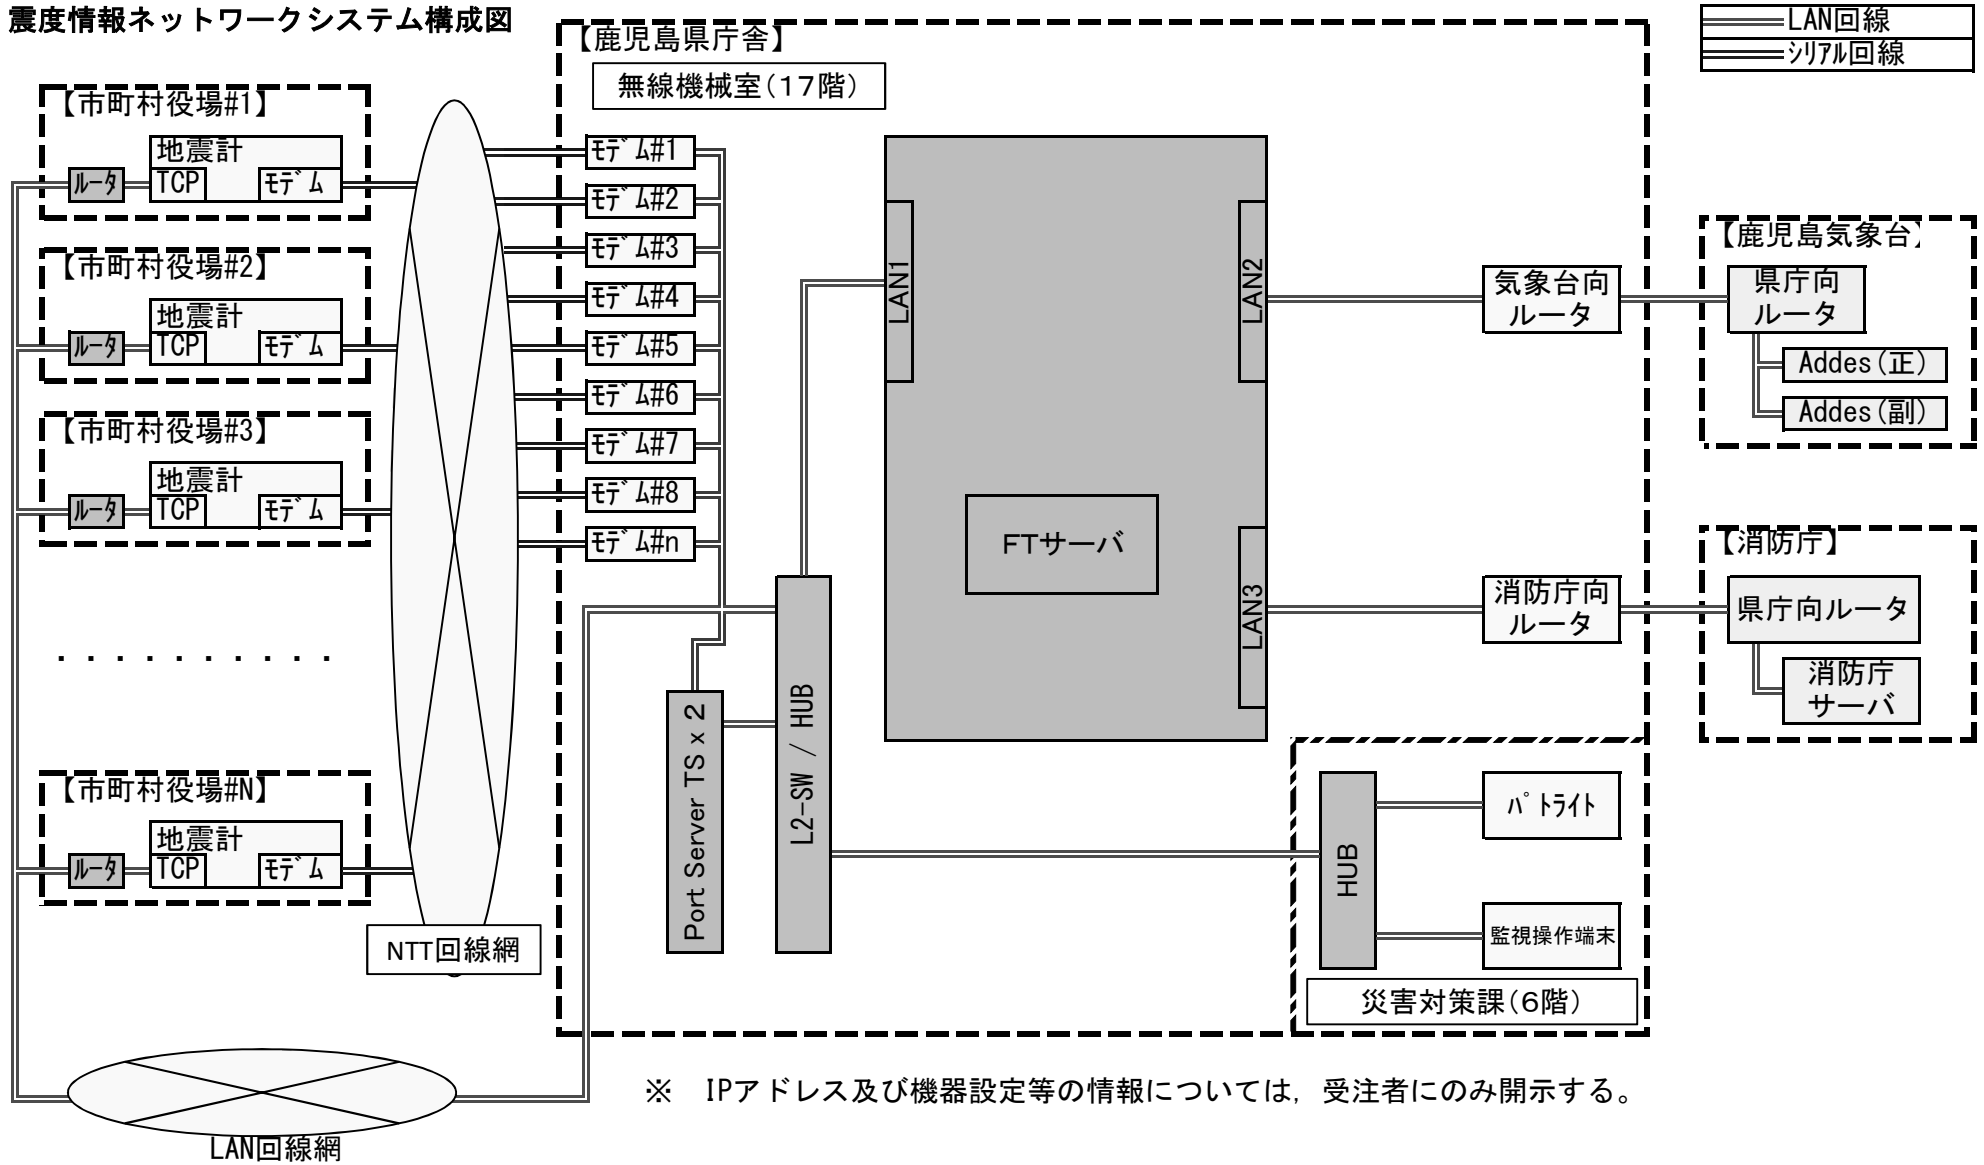 震度情報ネットワークシステム構成図
LAN回線
ｼﾘｱﾙ回線
【鹿児島県庁舎】
無線機械室(17階)
【市町村役場#1】
地震計
ﾙｰﾀ
TCP
ﾓﾃﾞﾑ
【市町村役場#2】
地震計
ﾙｰﾀ
TCP
ﾓﾃﾞﾑ
【市町村役場#3】
地震計
ﾙｰﾀ
TCP
ﾓﾃﾞﾑ
・・・・・・・・・・
【市町村役場#N】
地震計
ﾙｰﾀ
TCP
ﾓﾃﾞﾑ
NTT回線網
LAN回線網
ﾓﾃﾞﾑ#1
ﾓﾃﾞﾑ#2
ﾓﾃﾞﾑ#3
ﾓﾃﾞﾑ#4
ﾓﾃﾞﾑ#5
ﾓﾃﾞﾑ#6
ﾓﾃﾞﾑ#7
ﾓﾃﾞﾑ#8
ﾓﾃﾞﾑ#n
Port Server TS x 2
L2-SW / HUB
LAN1
LAN2
LAN3
FTサーバ
気象台向
ルータ
消防庁向
ルータ
【鹿児島気象台】
県庁向
ルータ
Addes(正)
Addes(副)
【消防庁】
県庁向ルータ
消防庁
サーバ
HUB
ﾊﾟﾄﾗｲﾄ
監視操作端末
災害対策課(6階)
※　IPアドレス及び機器設定等の情報については，受注者にのみ開示する。